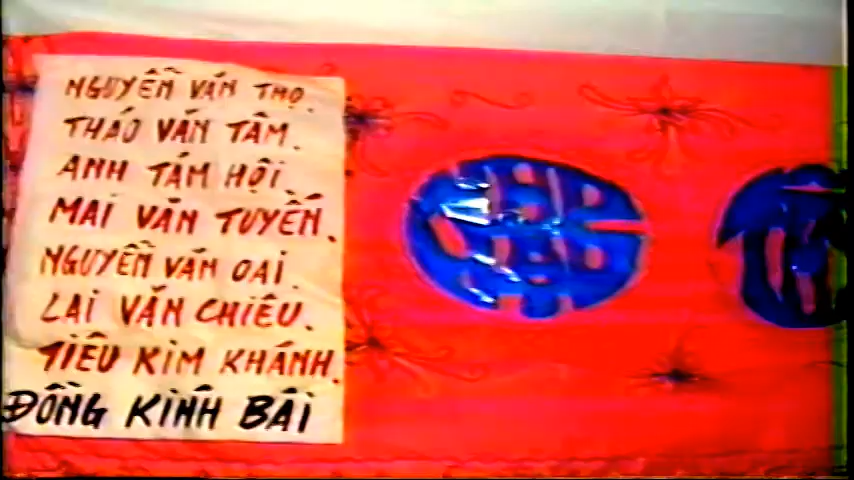 NGUYỄN VĂN THỌ.
THÁO VĂN TÂM.
ANH TÁM HỘI.
MAI VĂN TUYẾN.
NGUYỄN VĂN OAI.
LAI VĂN CHIÊU.
TIÊU KIM KHÁNH.
ĐỒNG KÍNH BÁI